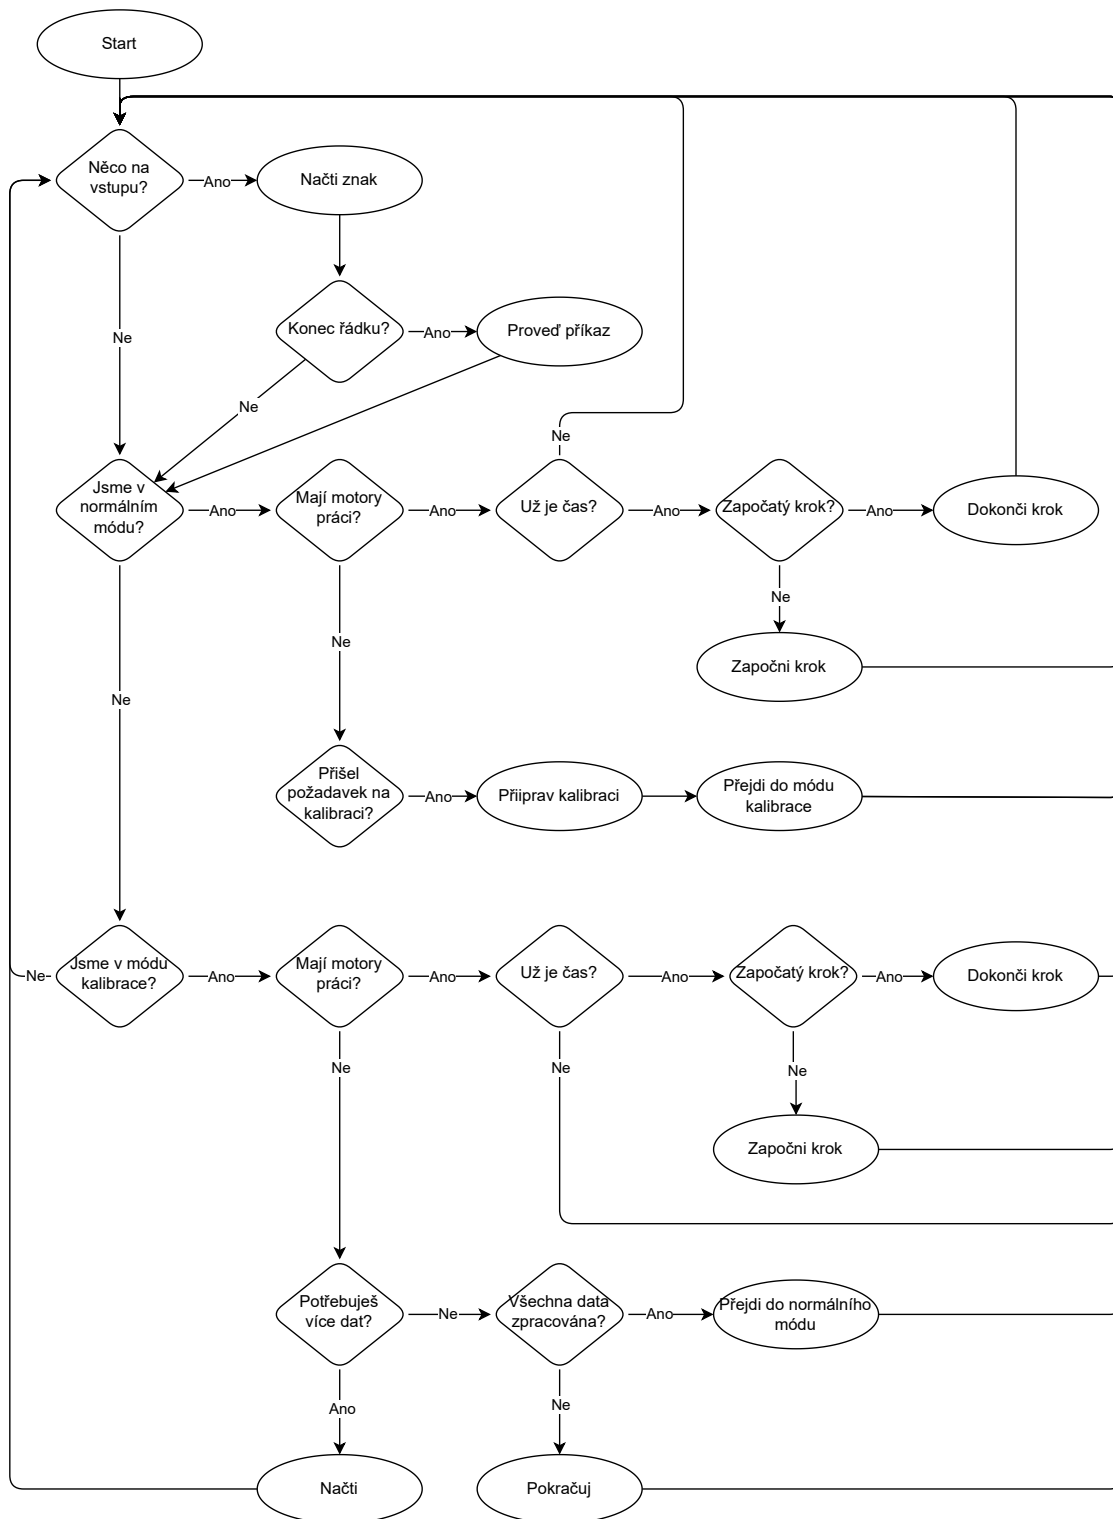 Start
Něco na
vstupu?
Ano
Načti znak
Ne
Konec řádku?
Ano
Proveď příkaz
Ne
Ne
Jsme v
normálním
módu?
Ano
Mají motory
práci?
Ano
Už je čas?
Ano
Započatý krok?
Ano
Dokonči krok
Ne
Ne
Započni krok
Ne
Ne
Přišel
požadavek na
kalibraci?
Ano
Přiiprav kalibraci
Přejdi do módu
kalibrace
Ne
Jsme v módu
kalibrace?
Ano
Mají motory
práci?
Ano
Už je čas?
Ano
Započatý krok?
Ano
Dokonči krok
Ne
Ne
Ne
Započni krok
Potřebuješ
více dat?
Ne
Všechna data
zpracována?
Ano
Přejdi do normálního
módu
Ano
Ne
Načti
Pokračuj